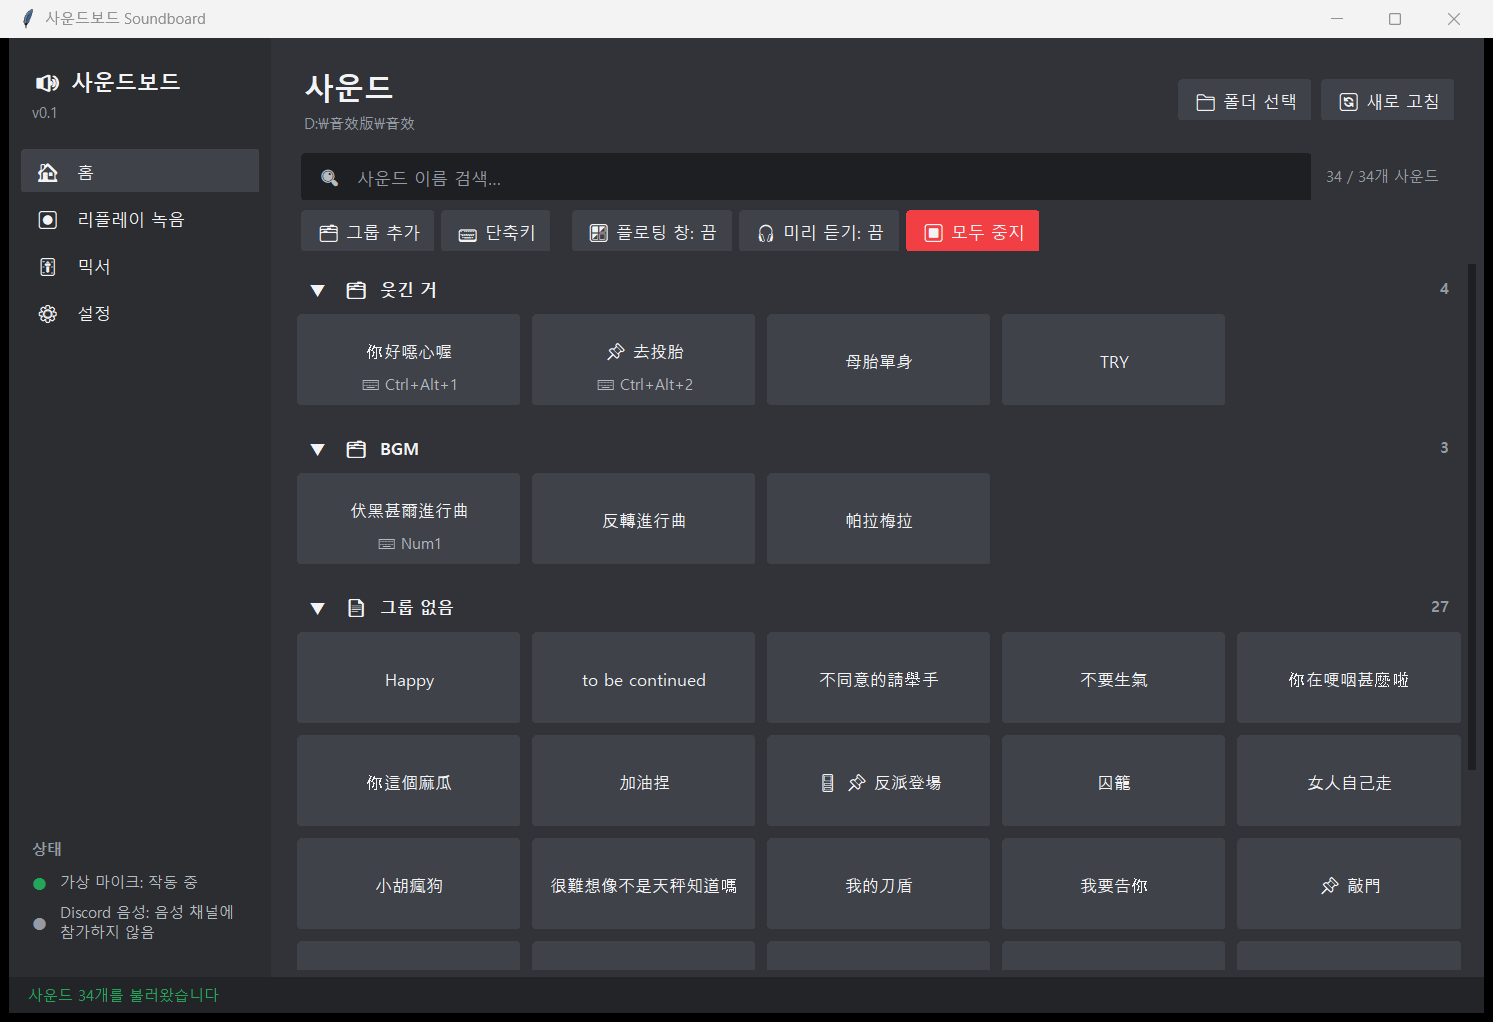 사운드보드 Soundboard
사운드보드
v0.1
홈
리플레이 녹음
믹서
설정
상태
가상 마이크: 작동 중
Discord 음성: 음성 채널에
참가하지 않음
사운드
D:₩音效版₩音效
폴더 선택
새로 고침
사운드 이름 검색...
34 / 34개 사운드
그룹 추가
단축키
플로팅 창: 끔
미리 듣기: 끔
모두 중지
▼ 웃긴 거 4
你好噁心喔
Ctrl+Alt+1
去投胎
Ctrl+Alt+2
母胎單身
TRY
▼ BGM 3
伏黑甚爾進行曲
Num1
反轉進行曲
帕拉梅拉
▼ 그룹 없음 27
Happy
to be continued
不同意的請舉手
不要生氣
你在哽咽甚麼啦
你這個麻瓜
加油捏
反派登場
囚籠
女人自己走
小胡瘋狗
很難想像不是天秤知道嗎
我的刀盾
我要告你
敲門
사운드 34개를 불러왔습니다